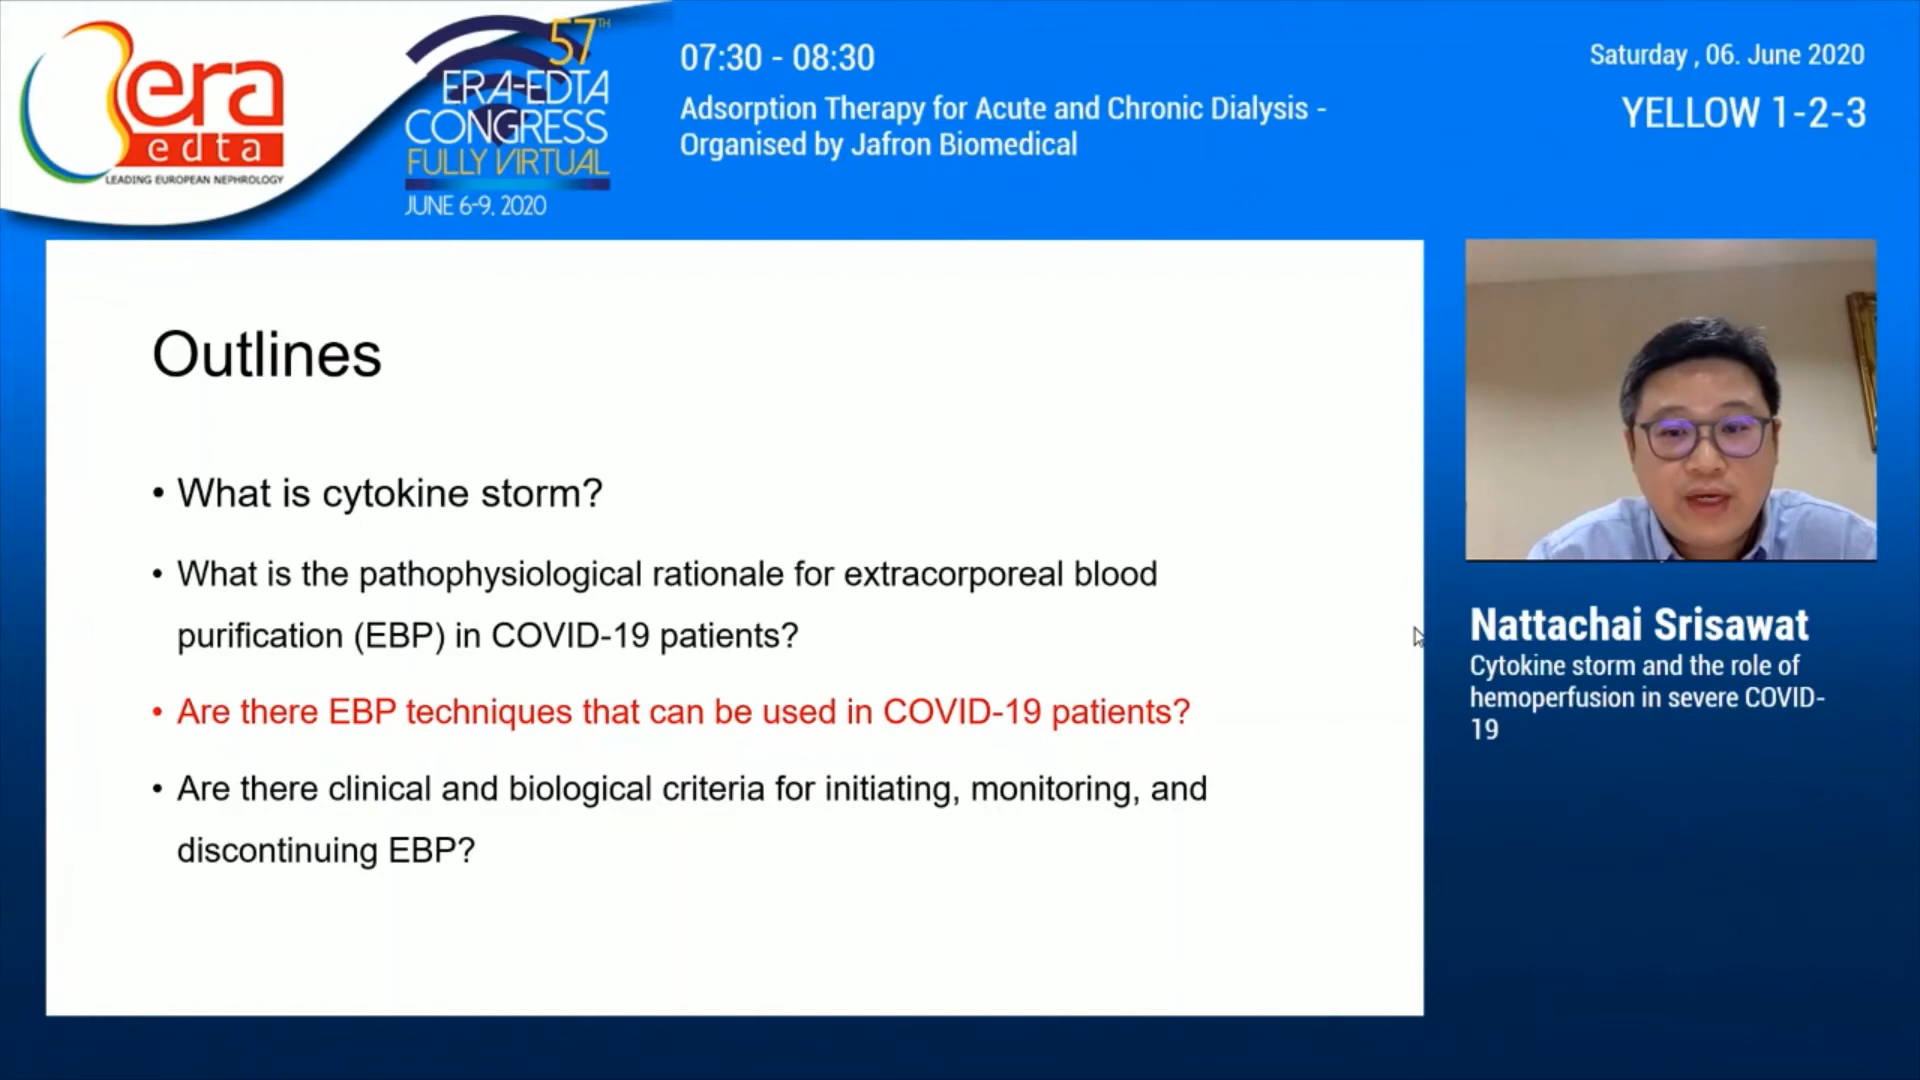 era
edta
LEADING EUROPEAN NEPHROLOGY
57TH
ERA-EDTA
CONGRESS
FULLY VIRTUAL
JUNE 6-9, 2020
07:30 - 08:30
Adsorption Therapy for Acute and Chronic Dialysis -
Organised by Jafron Biomedical
Saturday , 06. June 2020
YELLOW 1-2-3
Outlines
• What is cytokine storm?
• What is the pathophysiological rationale for extracorporeal blood
purification (EBP) in COVID-19 patients?
• Are there EBP techniques that can be used in COVID-19 patients?
• Are there clinical and biological criteria for initiating, monitoring, and
discontinuing EBP?
Nattachai Srisawat
Cytokine storm and the role of
hemoperfusion in severe COVID-
19